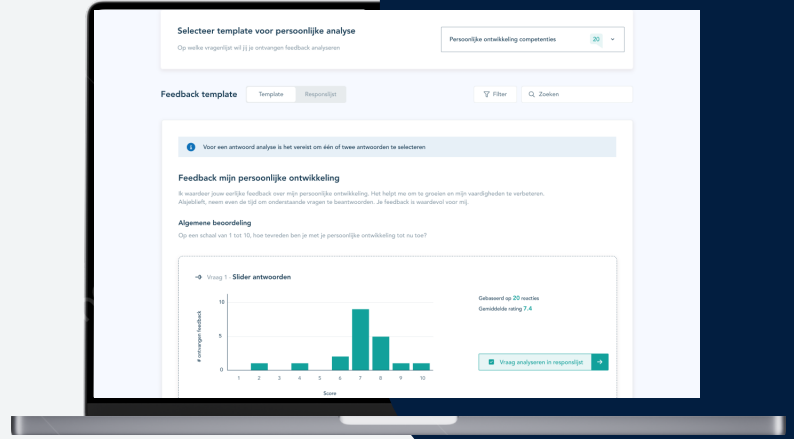 Selecteer template voor persoonlijke analyse
Op welke vragenlijst wil jij je ontvangen feedback analyseren
Persoonlijke ontwikkeling competenties 20
Feedback template Template Responslijst Filter Zoeken
Voor een antwoord analyse is het vereist om één of twee antwoorden te selecteren
Feedback mijn persoonlijke ontwikkeling
Ik waardeer jouw eerlijke feedback over mijn persoonlijke ontwikkeling. Het helpt me om te groeien en mijn vaardigheden te verbeteren.
Alsjeblieft, neem even de tijd om onderstaande vragen te beantwoorden. Je feedback is waardevol voor mij.
Algemene beoordeling
Op een schaal van 1 tot 10, hoe tevreden ben je met je persoonlijke ontwikkeling tot nu toe?
Vraag 1 - Slider antwoorden
Gebaseerd op 20 reacties
Gemiddelde rating 7.4
# ontvangen feedback
10
5
0
1 2 3 4 5 6 7 8 9 10
Score
Vraag analyseren in responslijst